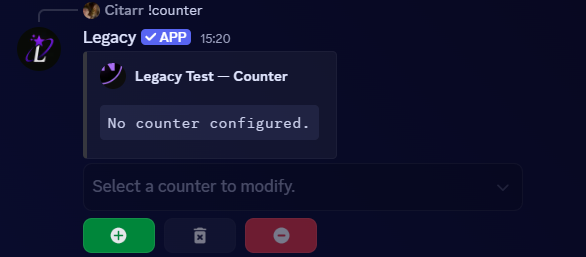 Citarr !counter
Legacy APP 15:20
Legacy Test — Counter
No counter configured.
Select a counter to modify.